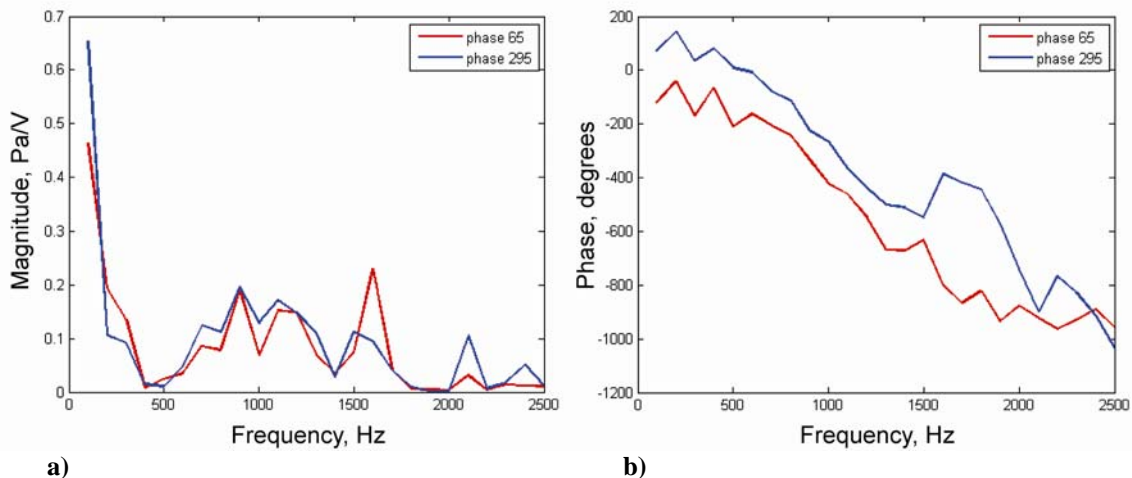 0.7
0.6
0.5
0.4
0.3
0.2
0.1
0
Magnitude, Pa/V
0
500
1000
1500
2000
2500
Frequency, Hz
phase 65
phase 295
a)
200
0
-200
-400
-600
-800
-1000
-1200
Phase, degrees
0
500
1000
1500
2000
2500
Frequency, Hz
phase 65
phase 295
b)